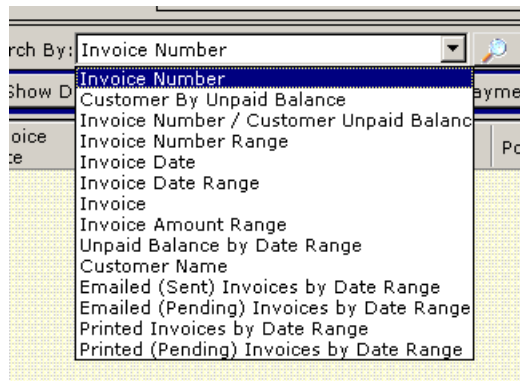 rch By: Invoice Number
Invoice Number
Show D
Customer By Unpaid Balance
ayme
Invoice Number / Customer Unpaid Balanc
oice
te
Invoice Number Range
Po
Invoice Date
Invoice Date Range
Invoice
Invoice Amount Range
Unpaid Balance by Date Range
Customer Name
Emailed (Sent) Invoices by Date Range
Emailed (Pending) Invoices by Date Range
Printed Invoices by Date Range
Printed (Pending) Invoices by Date Range